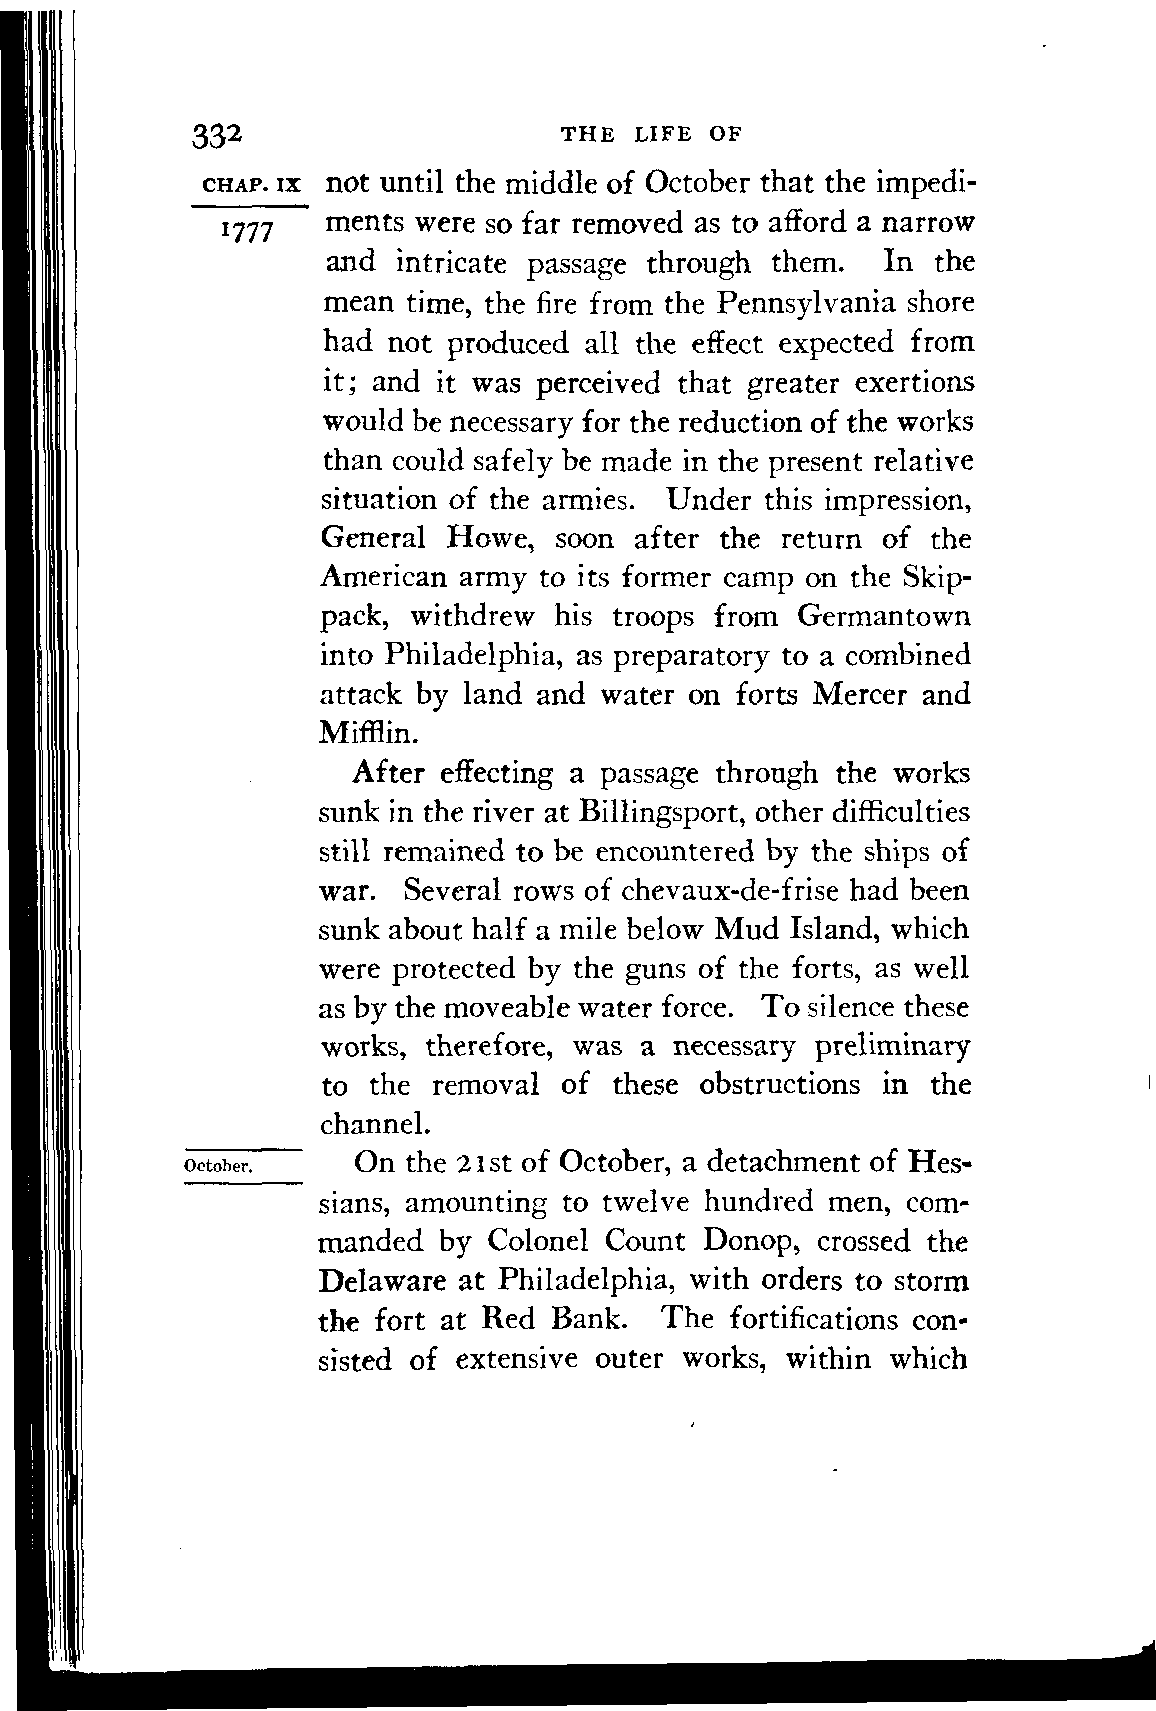 332 THE LIFE OF
CHAP. IX not until the middle of October that the impedi-
1777 ments were so far removed as to afford a narrow
and intricate passage through them. In the
mean time, the fire from the Pennsylvania shore
had not produced all the effect expected from
it; and it was perceived that greater exertions
would be necessary for the reduction of the works
than could safely be made in the present relative
situation of the armies. Under this impression,
General Howe, soon after the return of the
American army to its former camp on the Skip-
pack, withdrew his troops from Germantown
into Philadelphia, as preparatory to a combined
attack by land and water on forts Mercer and
Mifflin.
After effecting a passage through the works
sunk in the river at Billingsport, other difficulties
still remained to be encountered by the ships of
war. Several rows of chevaux-de-frise had been
sunk about half a mile below Mud Island, which
were protected by the guns of the forts, as well
as by the moveable water force. To silence these
works, therefore, was a necessary preliminary
to the removal of these obstructions in the
channel.
October. On the 21st of October, a detachment of Hes-
sians, amounting to twelve hundred men, com-
manded by Colonel Count Donop, crossed the
Delaware at Philadelphia, with orders to storm
the fort at Red Bank. The fortifications con-
sisted of extensive outer works, within which